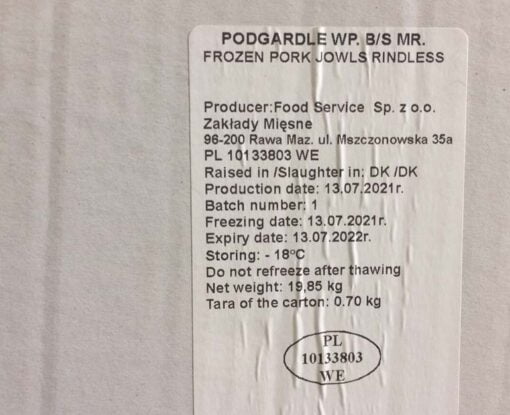 PODGARDLE WP. B/S MR.
FROZEN PORK JOWLS RINDLESS
Producer:Food Service Sp. z o.o.
Zakłady Mięsne
96-200 Rawa Maz. ul. Mszczonowska 35a
PL 10133803 WE
Raised in /Slaughter in: DK /DK
Production date: 13.07.2021r.
Batch number: 1
Freezing date: 13.07.2021r.
Expiry date: 13.07.2022r.
Storing: - 18°C
Do not refreeze after thawing
Net weight: 19,85 kg
Tara of the carton: 0.70 kg
PL
10133803
WE